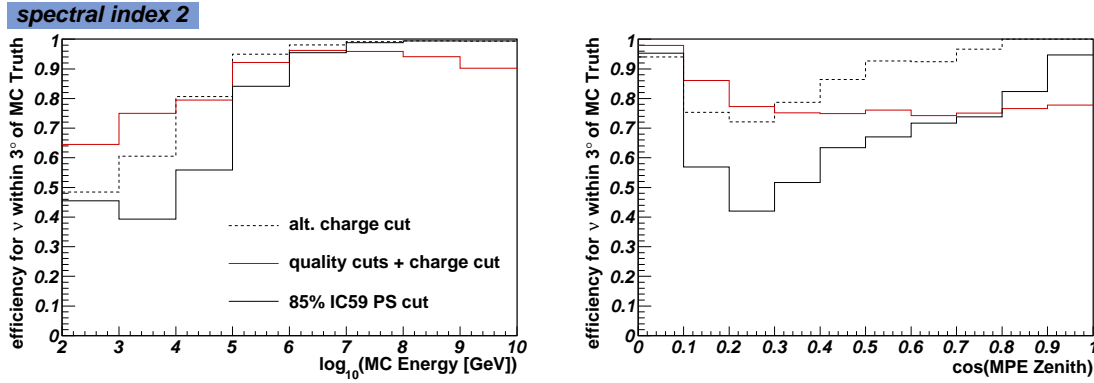 spectral index 2
efficiency for ν within 3° of MC Truth
1
0.9
0.8
0.7
0.6
0.5
0.4
0.3
0.2
0.1
0
2 3 4 5 6 7 8 9 10
log10(MC Energy [GeV])
alt. charge cut
quality cuts + charge cut
85% IC59 PS cut
efficiency for ν within 3° of MC Truth
1
0.9
0.8
0.7
0.6
0.5
0.4
0.3
0.2
0.1
0
0 0.1 0.2 0.3 0.4 0.5 0.6 0.7 0.8 0.9 1
cos(MPE Zenith)